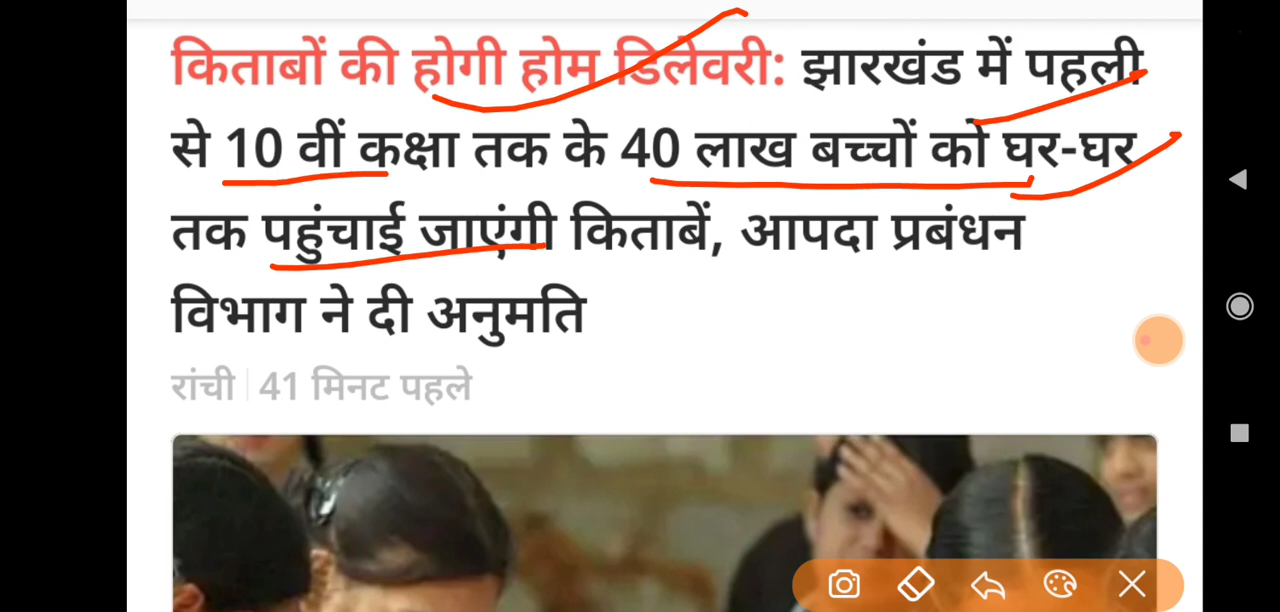 किताबों की होगी होम डिलेवरी: झारखंड में पहली
से 10 वीं कक्षा तक के 40 लाख बच्चों को घर-घर
तक पहुंचाई जाएंगी किताबें, आपदा प्रबंधन
विभाग ने दी अनुमति
रांची | 41 मिनट पहले